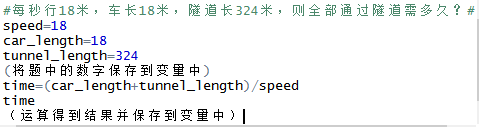 #每秒行18米，车长18米，隧道长324米，则全部通过隧道需多久？#
speed=18
car_length=18
tunnel_length=324
(将题中的数字保存到变量中)
time=(car_length+tunnel_length)/speed
time
（运算得到结果并保存到变量中）